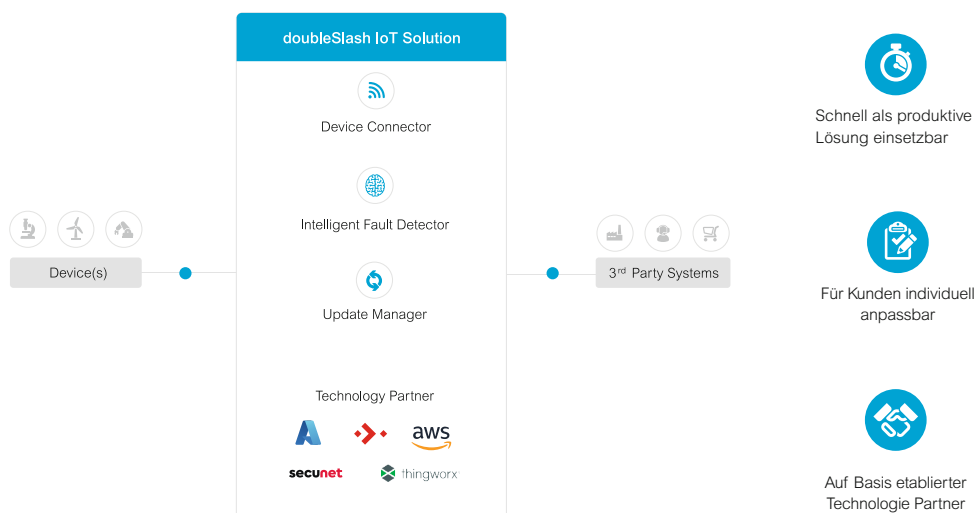 doubleSlash IoT Solution
Device Connector
Intelligent Fault Detector
Update Manager
Technology Partner
aws
secunet
thingworx
Device(s)
3rd Party Systems
Schnell als produktive
Lösung einsetzbar
Für Kunden individuell
anpassbar
Auf Basis etablierter
Technologie Partner